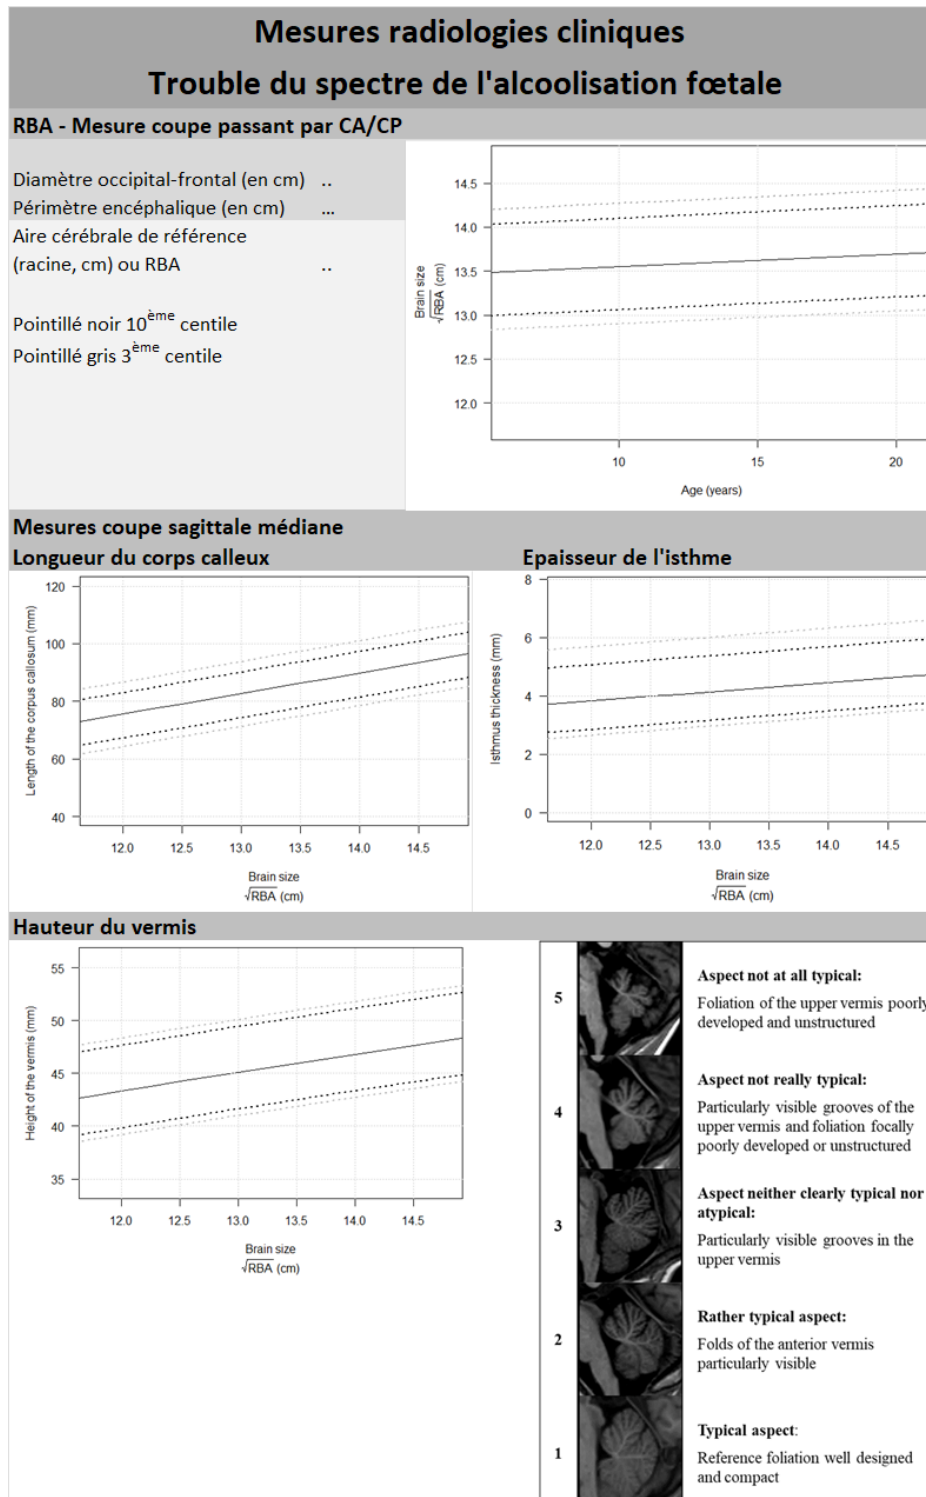 Mesures radiologies cliniques
Trouble du spectre de l'alcoolisation fœtale
RBA - Mesure coupe passant par CA/CP
Diamètre occipital-frontal (en cm) ..
Périmètre encéphalique (en cm) ...
Aire cérébrale de référence
(racine, cm) ou RBA ..
Pointillé noir 10ème centile
Pointillé gris 3ème centile
Brain size
√RBA (cm)
14.5
14.0
13.5
13.0
12.5
12.0
10 15 20
Age (years)
Mesures coupe sagittale médiane
Longueur du corps calleux
Length of the corpus callosum (mm)
120
100
80
60
40
12.0 12.5 13.0 13.5 14.0 14.5
Brain size
√RBA (cm)
Epaisseur de l'isthme
Isthmus thickness (mm)
8
6
4
2
0
12.0 12.5 13.0 13.5 14.0 14.5
Brain size
√RBA (cm)
Hauteur du vermis
Height of the vermis (mm)
55
50
45
40
35
12.0 12.5 13.0 13.5 14.0 14.5
Brain size
√RBA (cm)
5
Aspect not at all typical:
Foliation of the upper vermis poorly
developed and unstructured
4
Aspect not really typical:
Particularly visible grooves of the
upper vermis and foliation focally
poorly developed or unstructured
3
Aspect neither clearly typical nor
atypical:
Particularly visible grooves in the
upper vermis
2
Rather typical aspect:
Folds of the anterior vermis
particularly visible
1
Typical aspect:
Reference foliation well designed
and compact